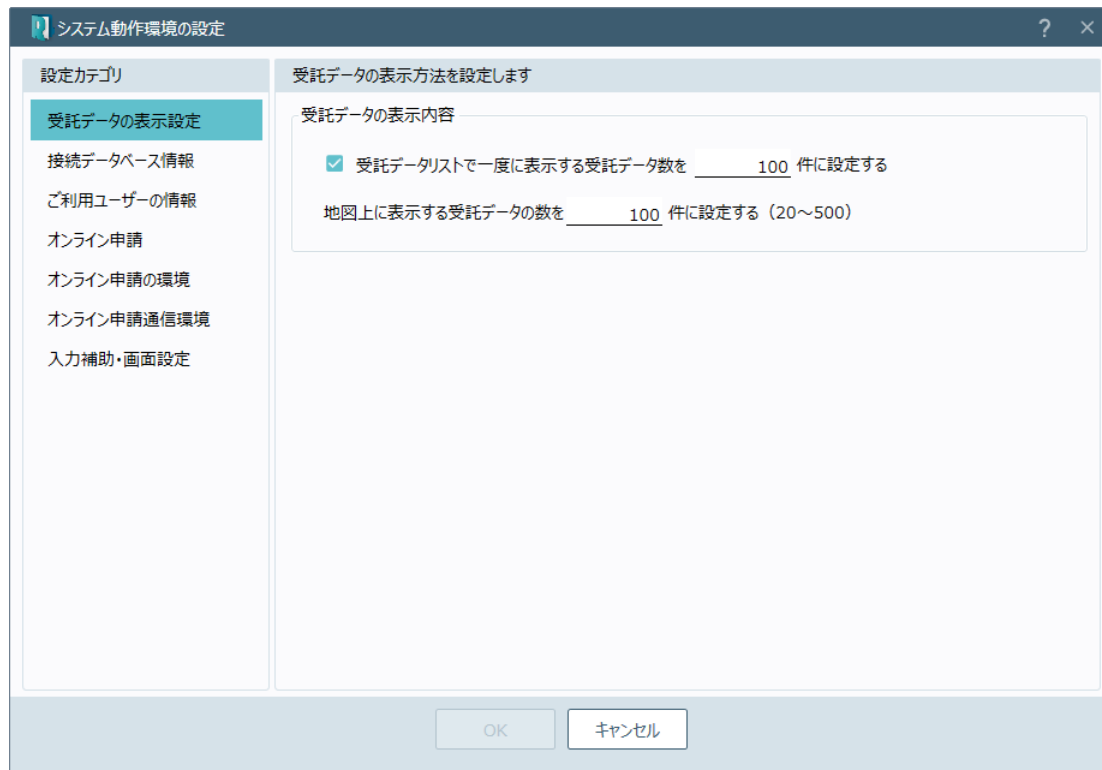 システム動作環境の設定
?
×
設定カテゴリ
受託データの表示設定
接続データベース情報
ご利用ユーザーの情報
オンライン申請
オンライン申請の環境
オンライン申請通信環境
入力補助・画面設定
受託データの表示方法を設定します
受託データの表示内容
受託データリストで一度に表示する受託データ数を 100 件に設定する
地図上に表示する受託データの数を 100 件に設定する（20～500）
OK
キャンセル